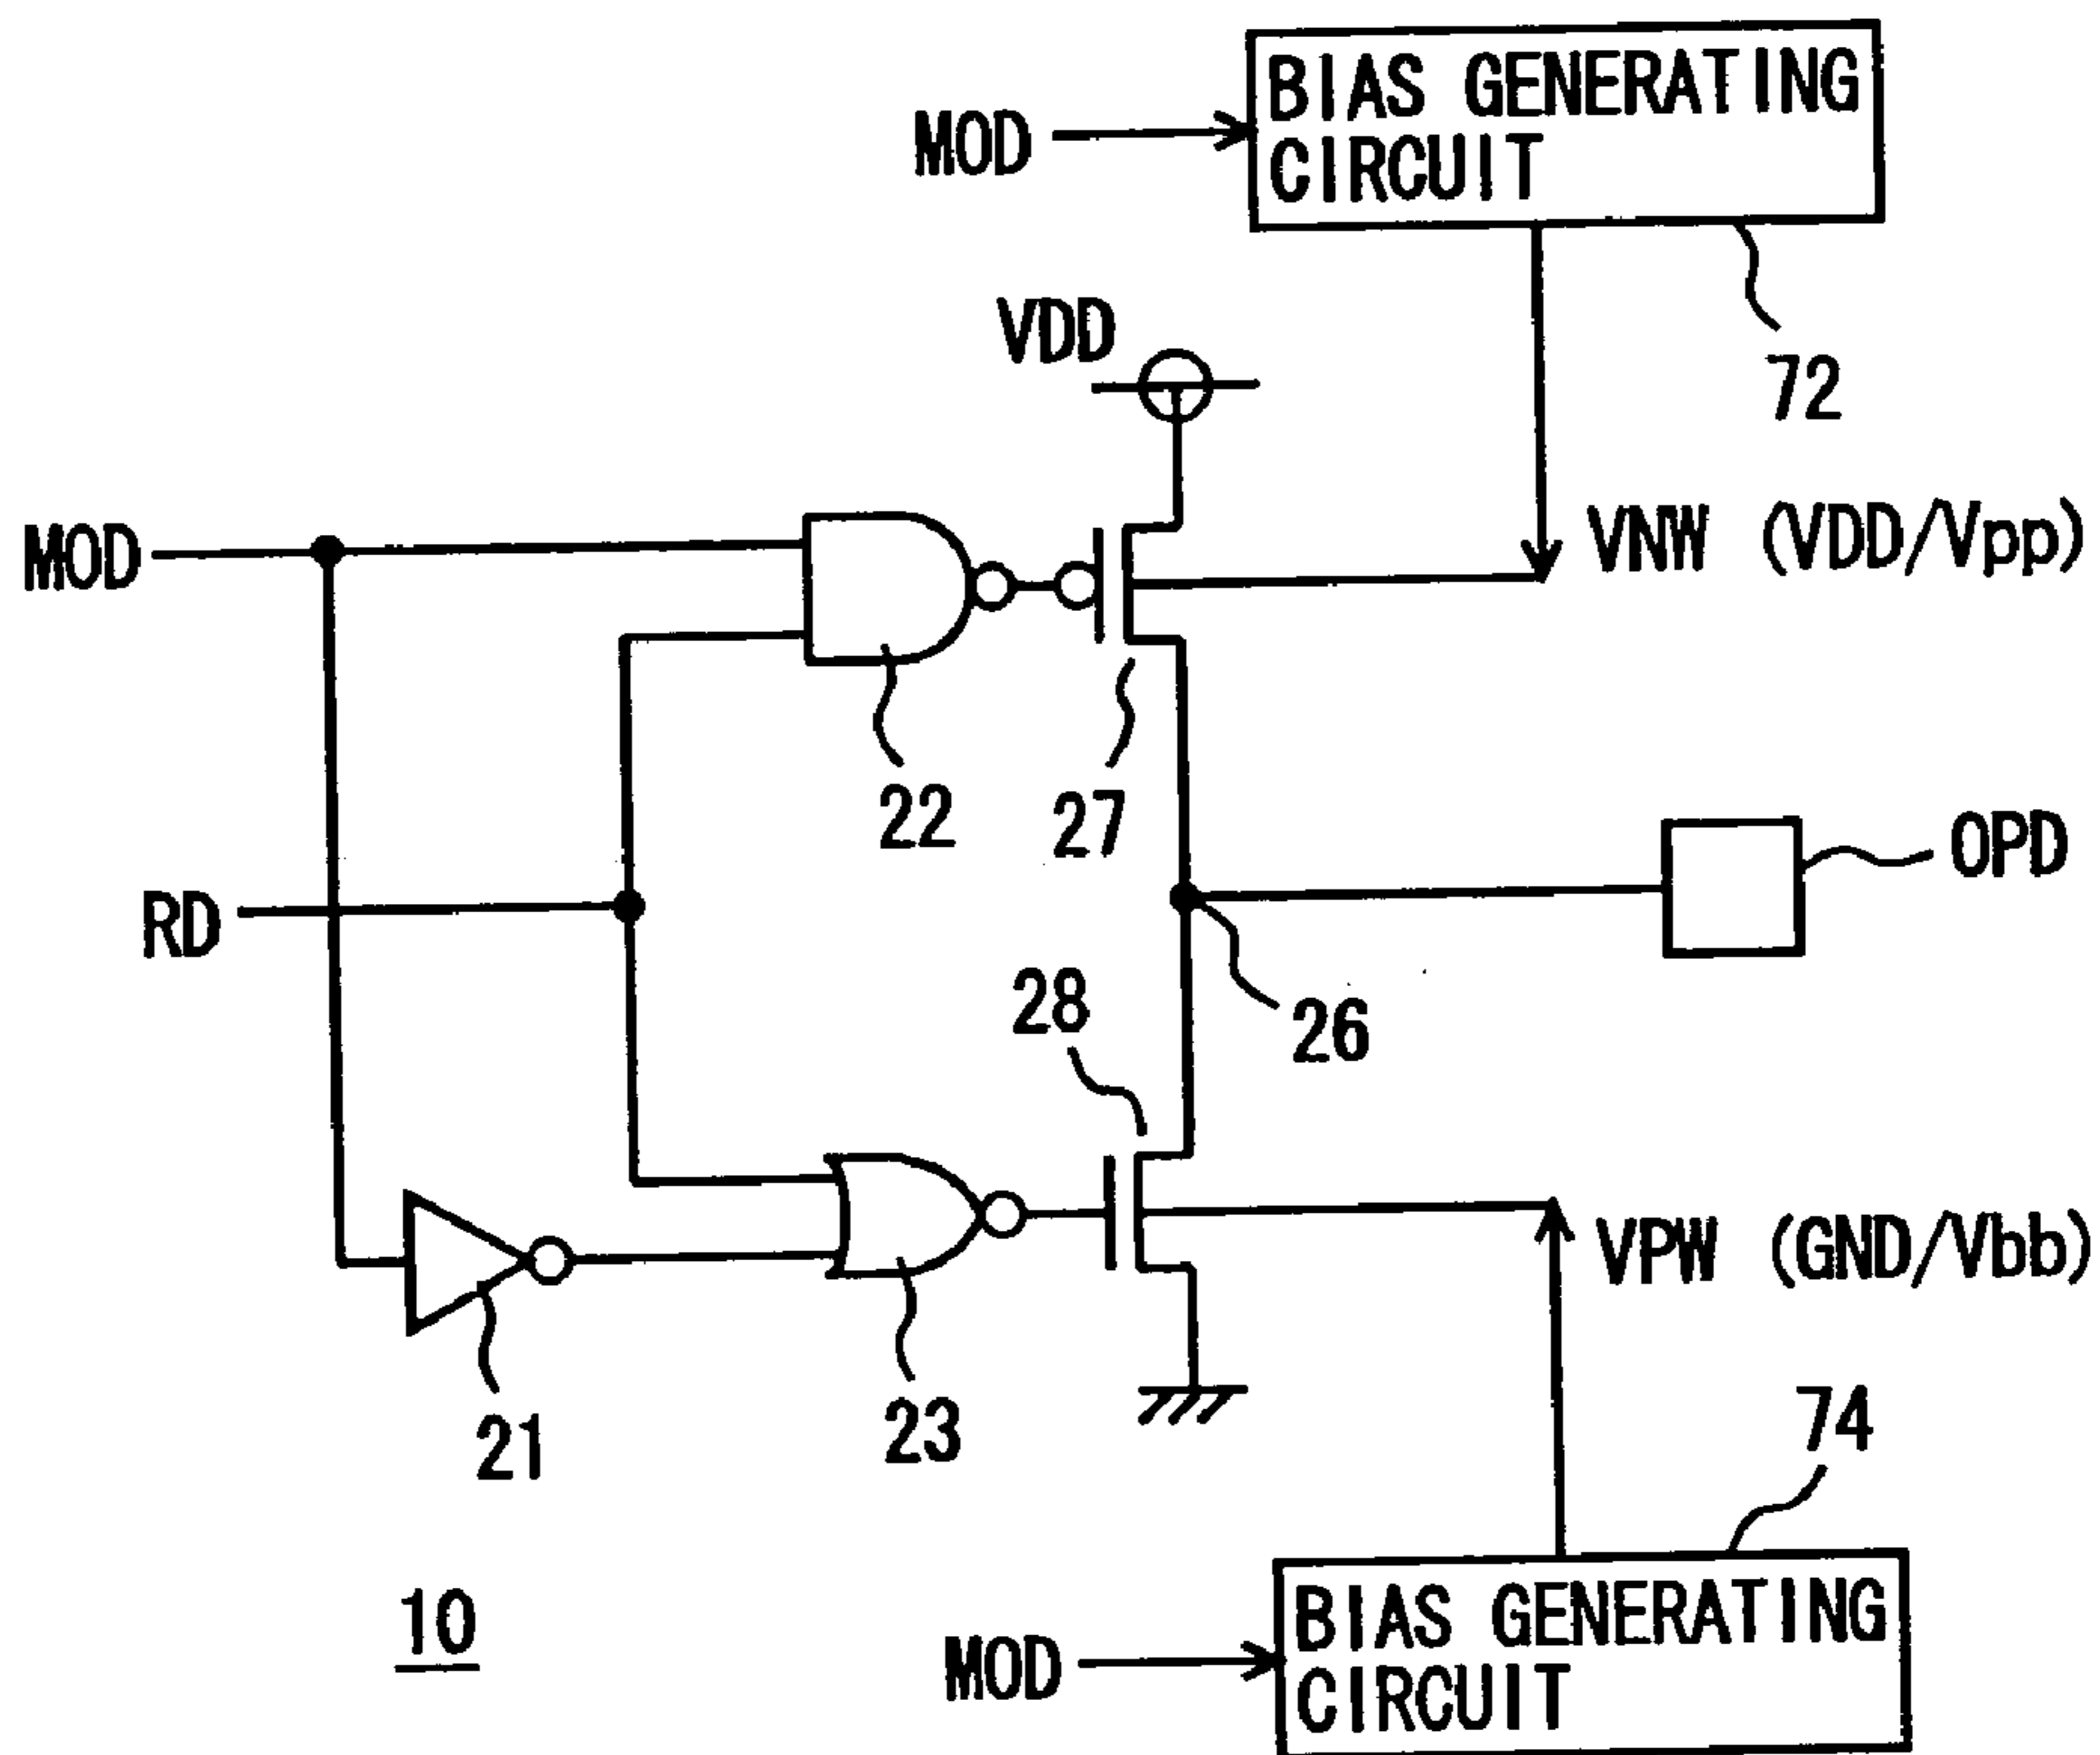 BIAS GENERATING
CIRCUIT
MOD
72
VDD
VNW (VDD/Vpp)
MOD
22
27
OPD
RD
28
26
VPW (GND/Vbb)
21
23
74
10
BIAS GENERATING
CIRCUIT
MOD